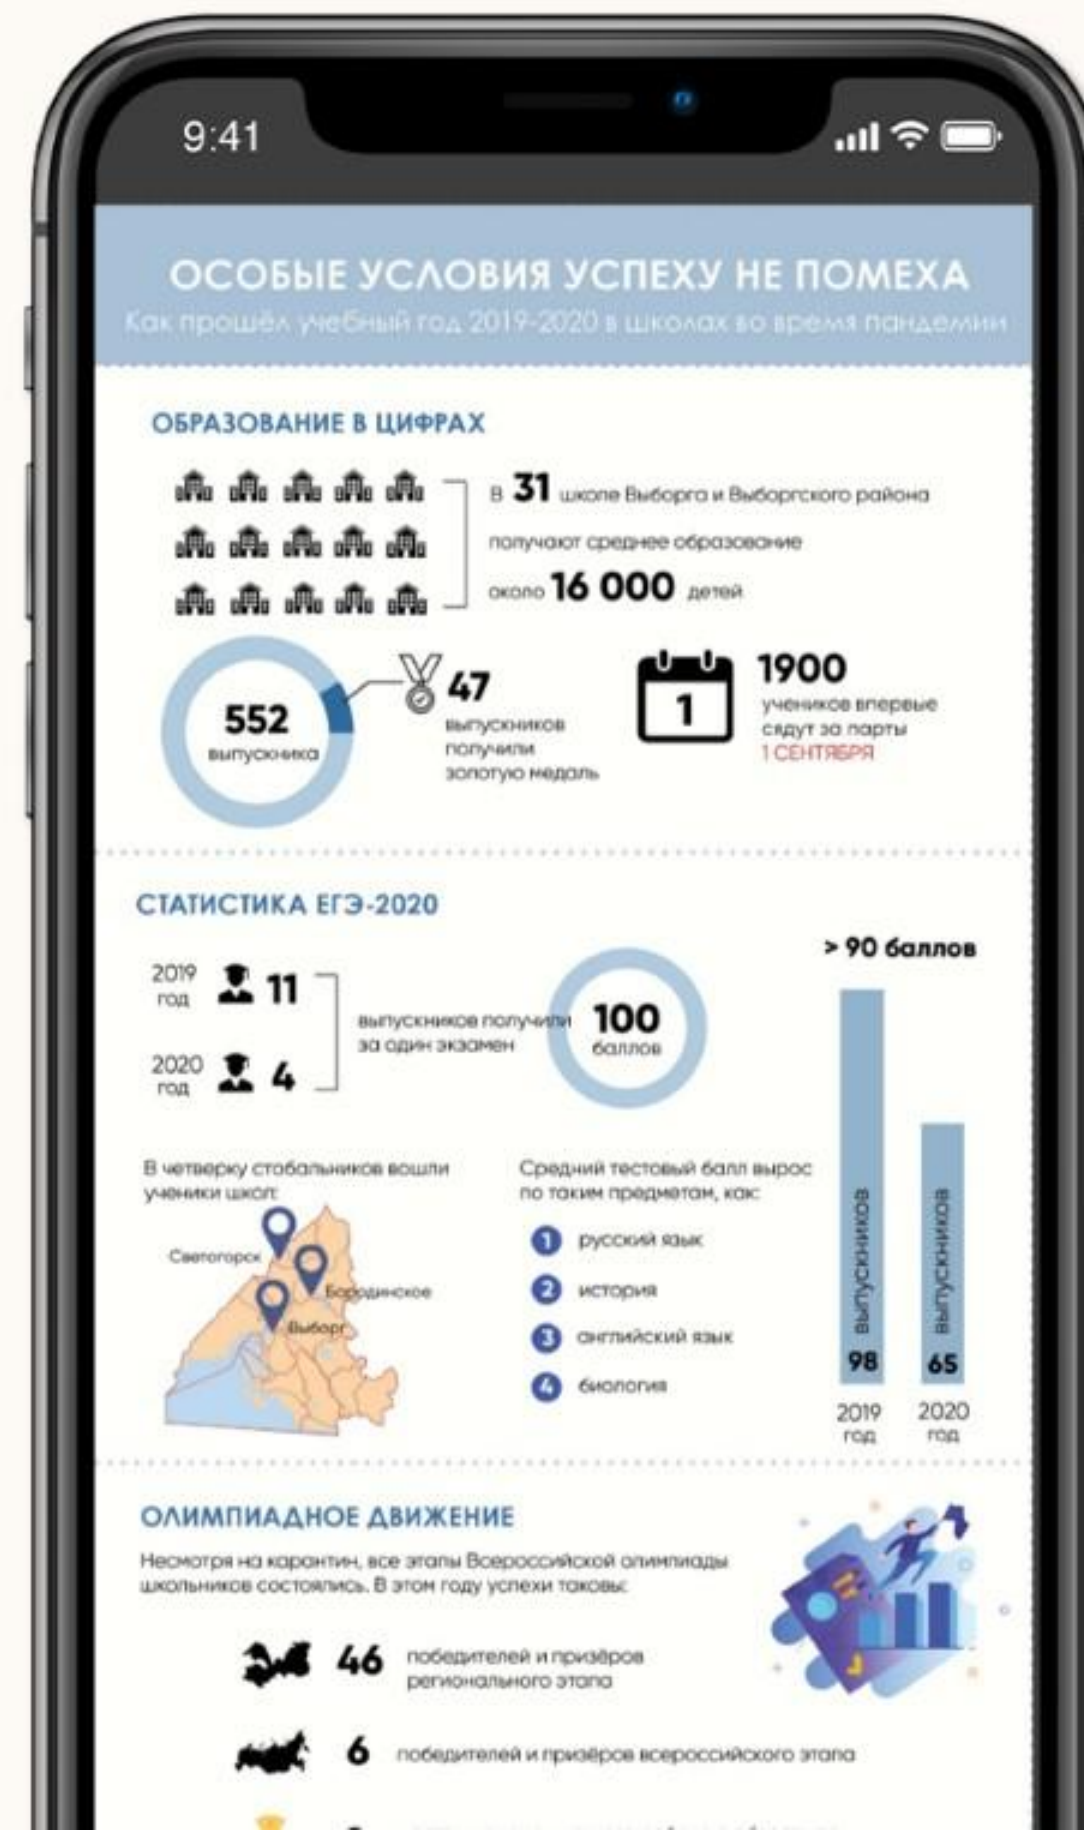 9:41
ОСОБЫЕ УСЛОВИЯ УСПЕХУ НЕ ПОМЕХА
Как прошёл учебный год 2019-2020 в школах во время пандемии
ОБРАЗОВАНИЕ В ЦИФРАХ
В 31 школе Выборга и Выборгского района
получают среднее образование
около 16 000 детей
552
выпускника
47
выпускников
получили
золотую медаль
1
1900
учеников впервые
сядут за парты
1 СЕНТЯБРЯ
СТАТИСТИКА ЕГЭ-2020
2019
год
11
2020
год
4
выпускников получили
за один экзамен
100
баллов
> 90 баллов
выпускников
98
2019
год
выпускников
65
2020
год
В четверку стобальников вошли
ученики школ:
Светогорск
Бородинское
Выборг
Средний тестовый балл вырос
по таким предметам, как:
1 русский язык
2 история
3 английский язык
4 биология
ОЛИМПИАДНОЕ ДВИЖЕНИЕ
Несмотря на карантин, все этапы Всероссийской олимпиады
школьников состоялись. В этом году успехи таковы:
46 победителей и призёров
регионального этапа
6 победителей и призёров всероссийского этапа